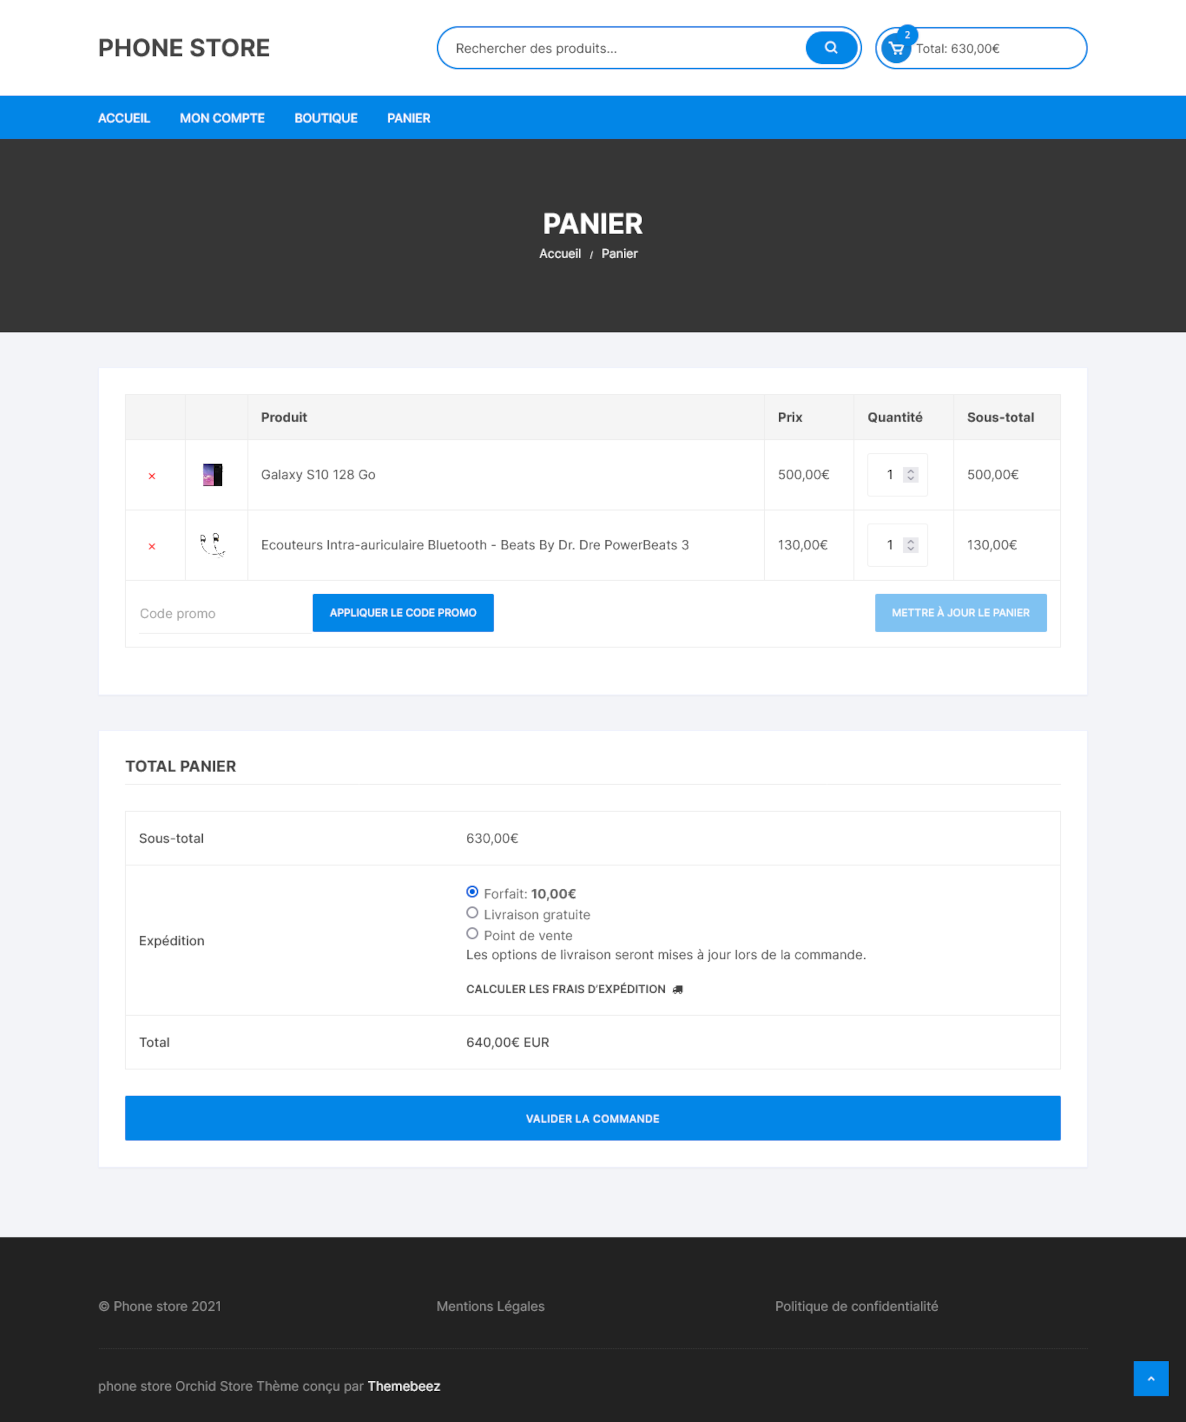 PHONE STORE
Rechercher des produits...
2
Total: 630,00€
ACCUEIL MON COMPTE BOUTIQUE PANIER
PANIER
Accueil / Panier
Produit Prix Quantité Sous-total
× Galaxy S10 128 Go 500,00€ 1 500,00€
× Ecouteurs Intra-auriculaire Bluetooth - Beats By Dr. Dre PowerBeats 3 130,00€ 1 130,00€
Code promo APPLIQUER LE CODE PROMO METTRE À JOUR LE PANIER
TOTAL PANIER
Sous-total 630,00€
Expédition
Forfait: 10,00€
Livraison gratuite
Point de vente
Les options de livraison seront mises à jour lors de la commande.
CALCULER LES FRAIS D'EXPÉDITION
Total 640,00€ EUR
VALIDER LA COMMANDE
© Phone store 2021 Mentions Légales Politique de confidentialité
phone store Orchid Store Thème conçu par Themebeez